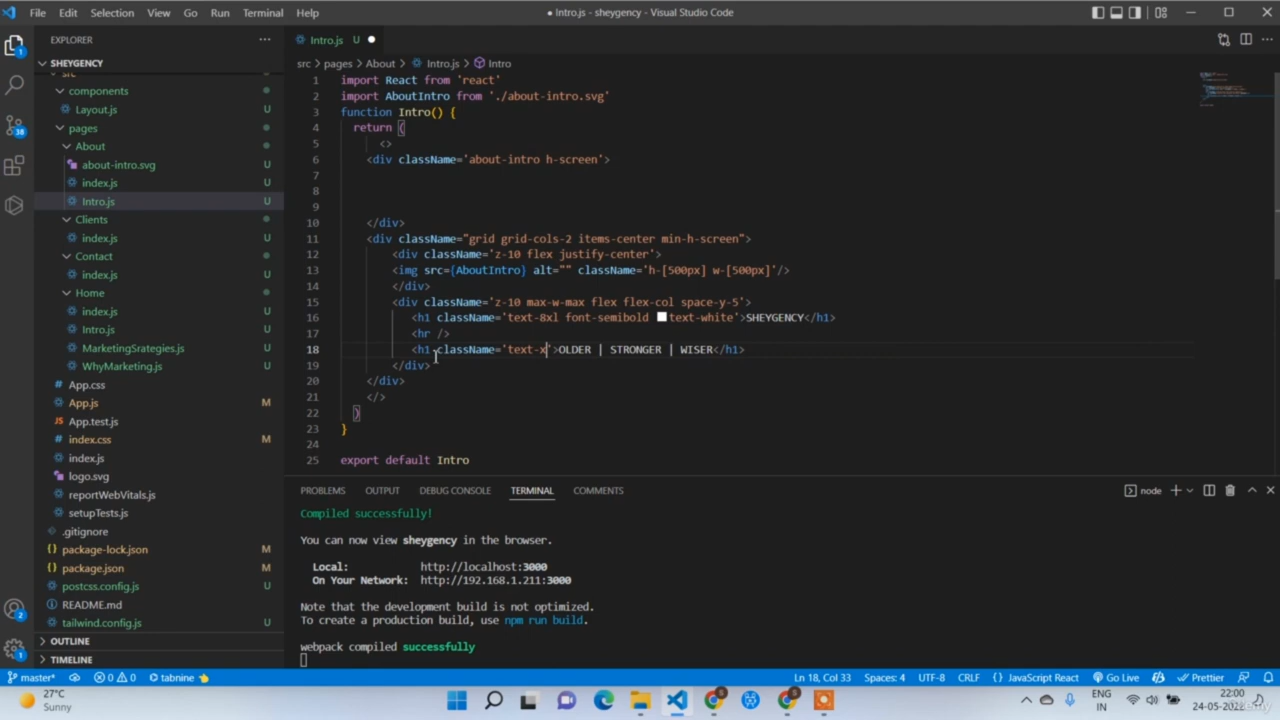 File Edit Selection View Go Run Terminal Help
● Intro.js - sheygency - Visual Studio Code
EXPLORER
SHEYGENCY
src
components
Layout.js U
pages
About
about-intro.svg U
index.js U
Intro.js U
Clients
index.js U
Contact
index.js U
Home
index.js U
Intro.js U
MarketingSrategies.js U
WhyMarketing.js U
App.css
App.js M
App.test.js
index.css M
index.js
logo.svg
reportWebVitals.js
setupTests.js
.gitignore
package-lock.json M
package.json M
postcss.config.js U
README.md
tailwind.config.js U
OUTLINE
TIMELINE
Intro.js U
src > pages > About > Intro.js > Intro
1 import React from 'react'
2 import AboutIntro from './about-intro.svg'
3 function Intro() {
4 return (
5 <>
6 <div className='about-intro h-screen'>
7
8
9
10 </div>
11 <div className="grid grid-cols-2 items-center min-h-screen">
12 <div className='z-10 flex justify-center'>
13 <img src={AboutIntro} alt="" className='h-[500px] w-[500px]'/>
14 </div>
15 <div className='z-10 max-w-max flex flex-col space-y-5'>
16 <h1 className='text-8xl font-semibold text-white'>SHEYGENCY</h1>
17 <hr />
18 <h1 className='text-x'>OLDER | STRONGER | WISER</h1>
19 </div>
20 </div>
21 </>
22 )
23 }
24
25 export default Intro
PROBLEMS OUTPUT DEBUG CONSOLE TERMINAL COMMENTS
node
Compiled successfully!
You can now view sheygency in the browser.
Local: http://localhost:3000
On Your Network: http://192.168.1.211:3000
Note that the development build is not optimized.
To create a production build, use npm run build.
webpack compiled successfully
master* 0 0 tabnine
Ln 18, Col 33 Spaces: 4 UTF-8 CRLF {} JavaScript React Go Live Prettier
27°C
Sunny
ENG
IN
22:00
24-05-2022